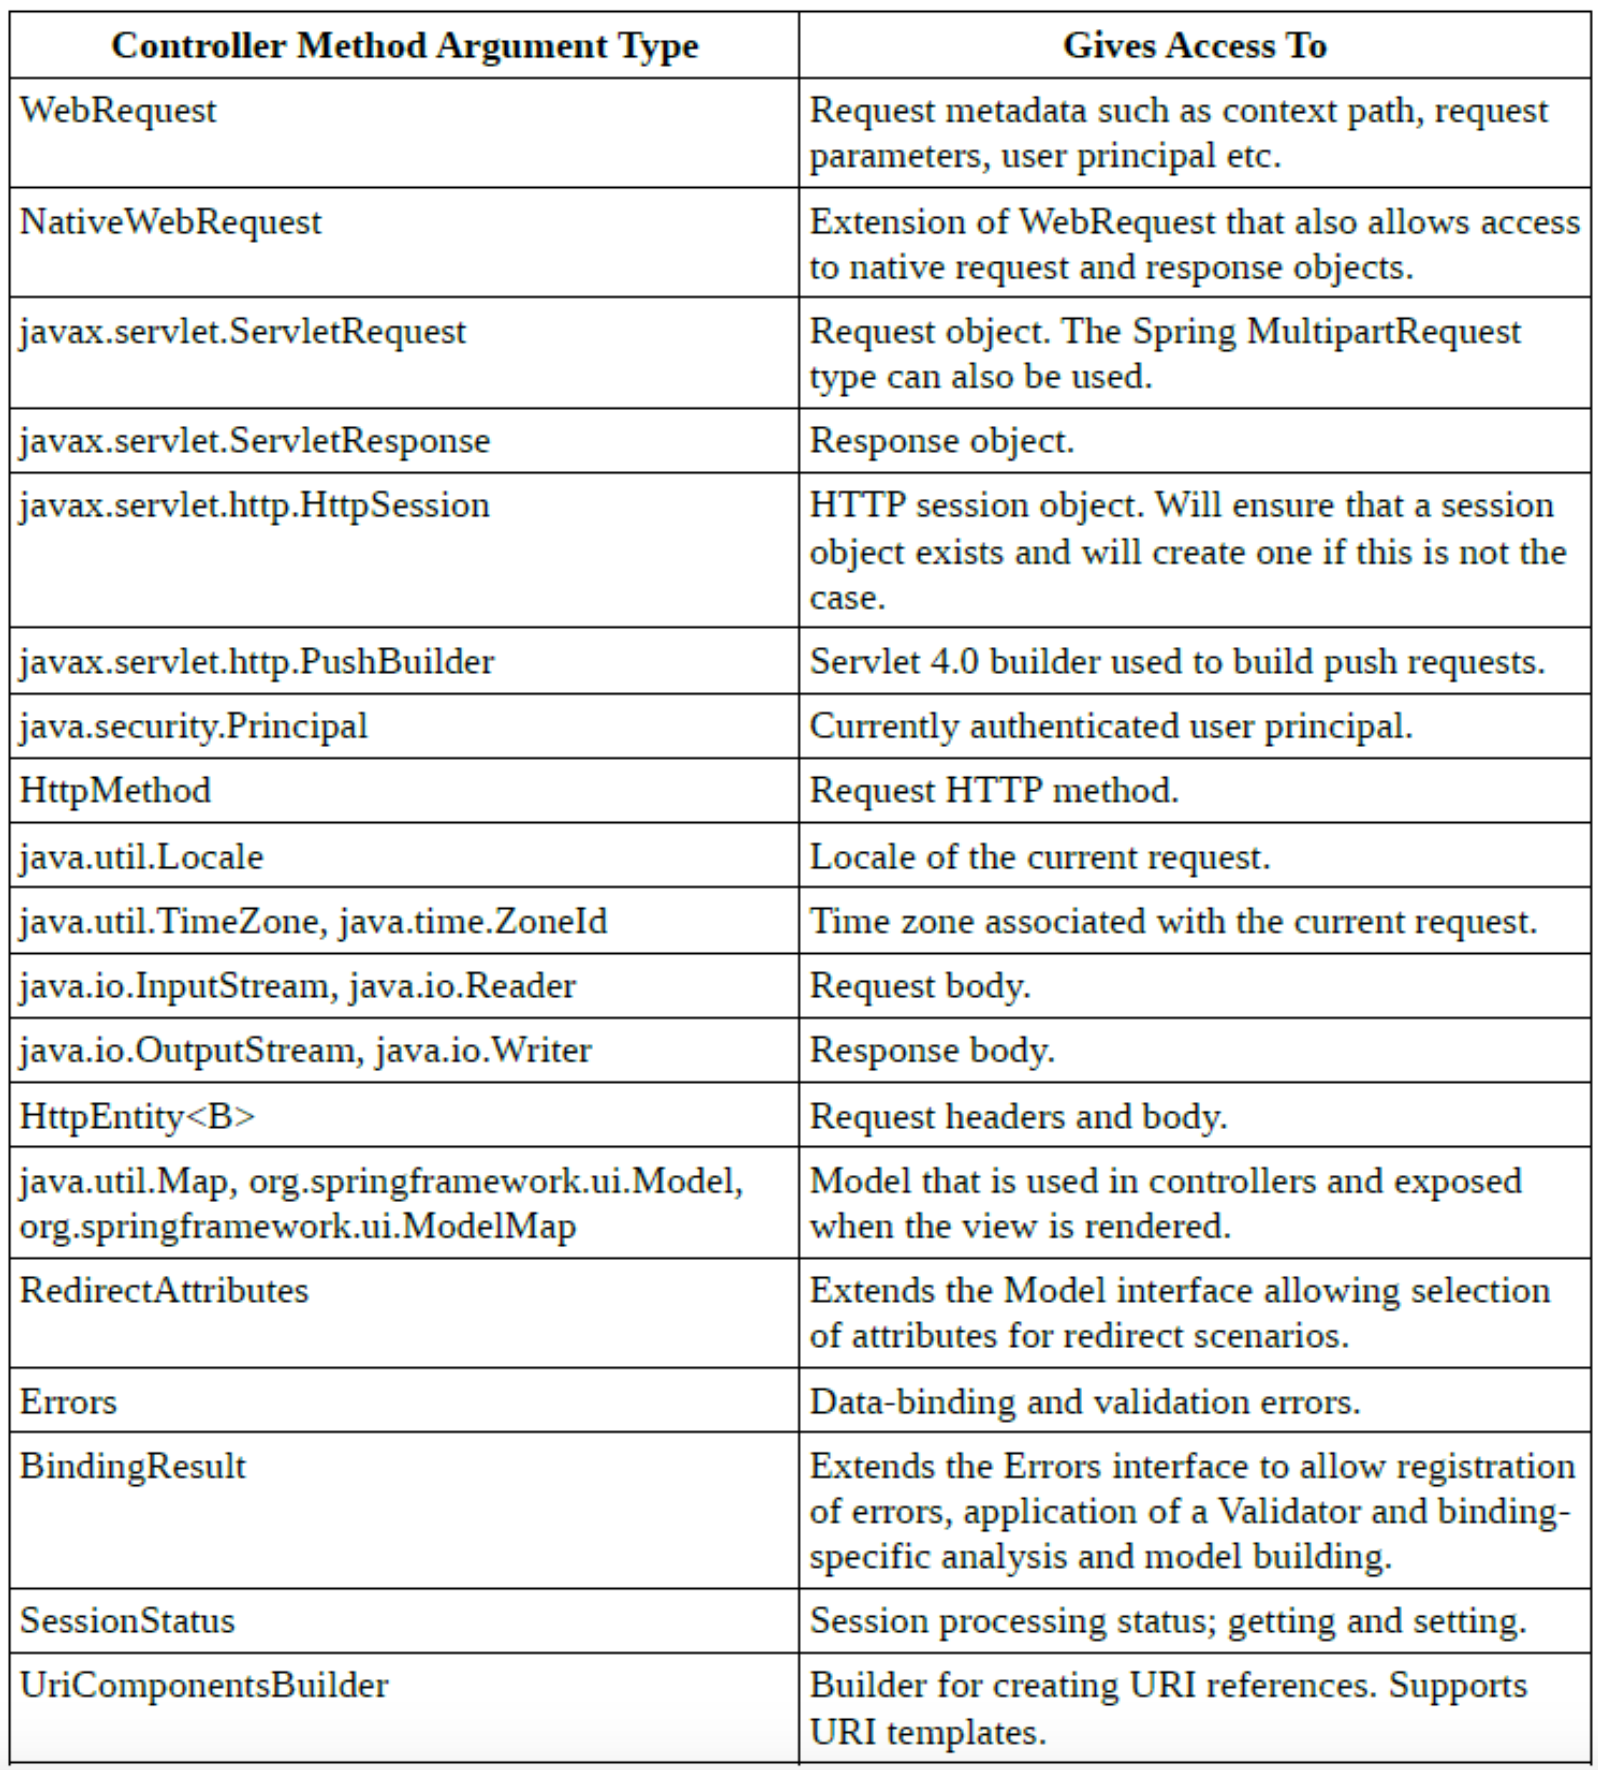 Controller Method Argument Type
Gives Access To
WebRequest
Request metadata such as context path, request
parameters, user principal etc.
NativeWebRequest
Extension of WebRequest that also allows access
to native request and response objects.
javax.servlet.ServletRequest
Request object. The Spring MultipartRequest
type can also be used.
javax.servlet.ServletResponse
Response object.
javax.servlet.http.HttpSession
HTTP session object. Will ensure that a session
object exists and will create one if this is not the
case.
javax.servlet.http.PushBuilder
Servlet 4.0 builder used to build push requests.
java.security.Principal
Currently authenticated user principal.
HttpMethod
Request HTTP method.
java.util.Locale
Locale of the current request.
java.util.TimeZone, java.time.ZoneId
Time zone associated with the current request.
java.io.InputStream, java.io.Reader
Request body.
java.io.OutputStream, java.io.Writer
Response body.
HttpEntity<B>
Request headers and body.
java.util.Map, org.springframework.ui.Model,
org.springframework.ui.ModelMap
Model that is used in controllers and exposed
when the view is rendered.
RedirectAttributes
Extends the Model interface allowing selection
of attributes for redirect scenarios.
Errors
Data-binding and validation errors.
BindingResult
Extends the Errors interface to allow registration
of errors, application of a Validator and binding-
specific analysis and model building.
SessionStatus
Session processing status; getting and setting.
UriComponentsBuilder
Builder for creating URI references. Supports
URI templates.